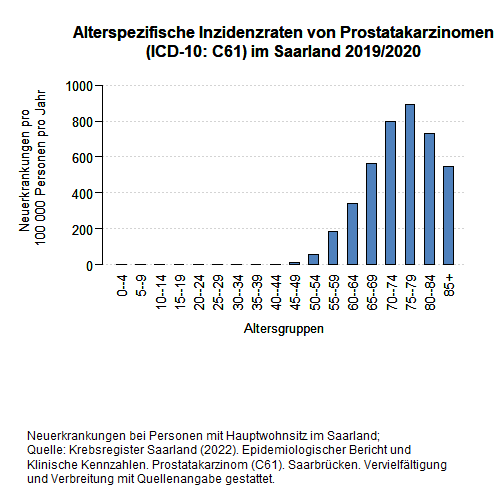 Alterspezifische Inzidenzraten von Prostatakarzinomen
(ICD-10: C61) im Saarland 2019/2020
Neuerkrankungen pro
100 000 Personen pro Jahr
1000
800
600
400
200
0
0--4
5--9
10--14
15--19
20--24
25--29
30--34
35--39
40--44
45--49
50--54
55--59
60--64
65--69
70--74
75--79
80--84
85+
Altersgruppen
Neuerkrankungen bei Personen mit Hauptwohnsitz im Saarland;
Quelle: Krebsregister Saarland (2022). Epidemiologischer Bericht und
Klinische Kennzahlen. Prostatakarzinom (C61). Saarbrücken. Vervielfältigung
und Verbreitung mit Quellenangabe gestattet.